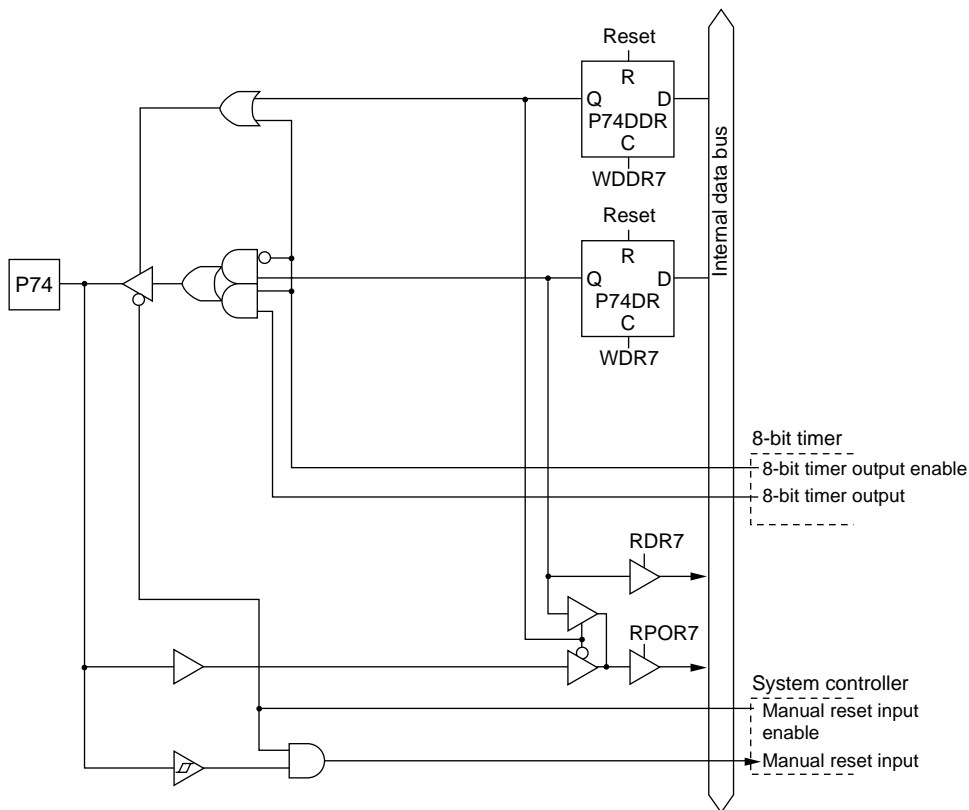 Reset
R
Q D
P74DDR
C
WDDR7
Internal data bus
Reset
R
Q D
P74DR
C
WDR7
P74
8-bit timer
8-bit timer output enable
8-bit timer output
RDR7
RPOR7
System controller
Manual reset input
enable
Manual reset input